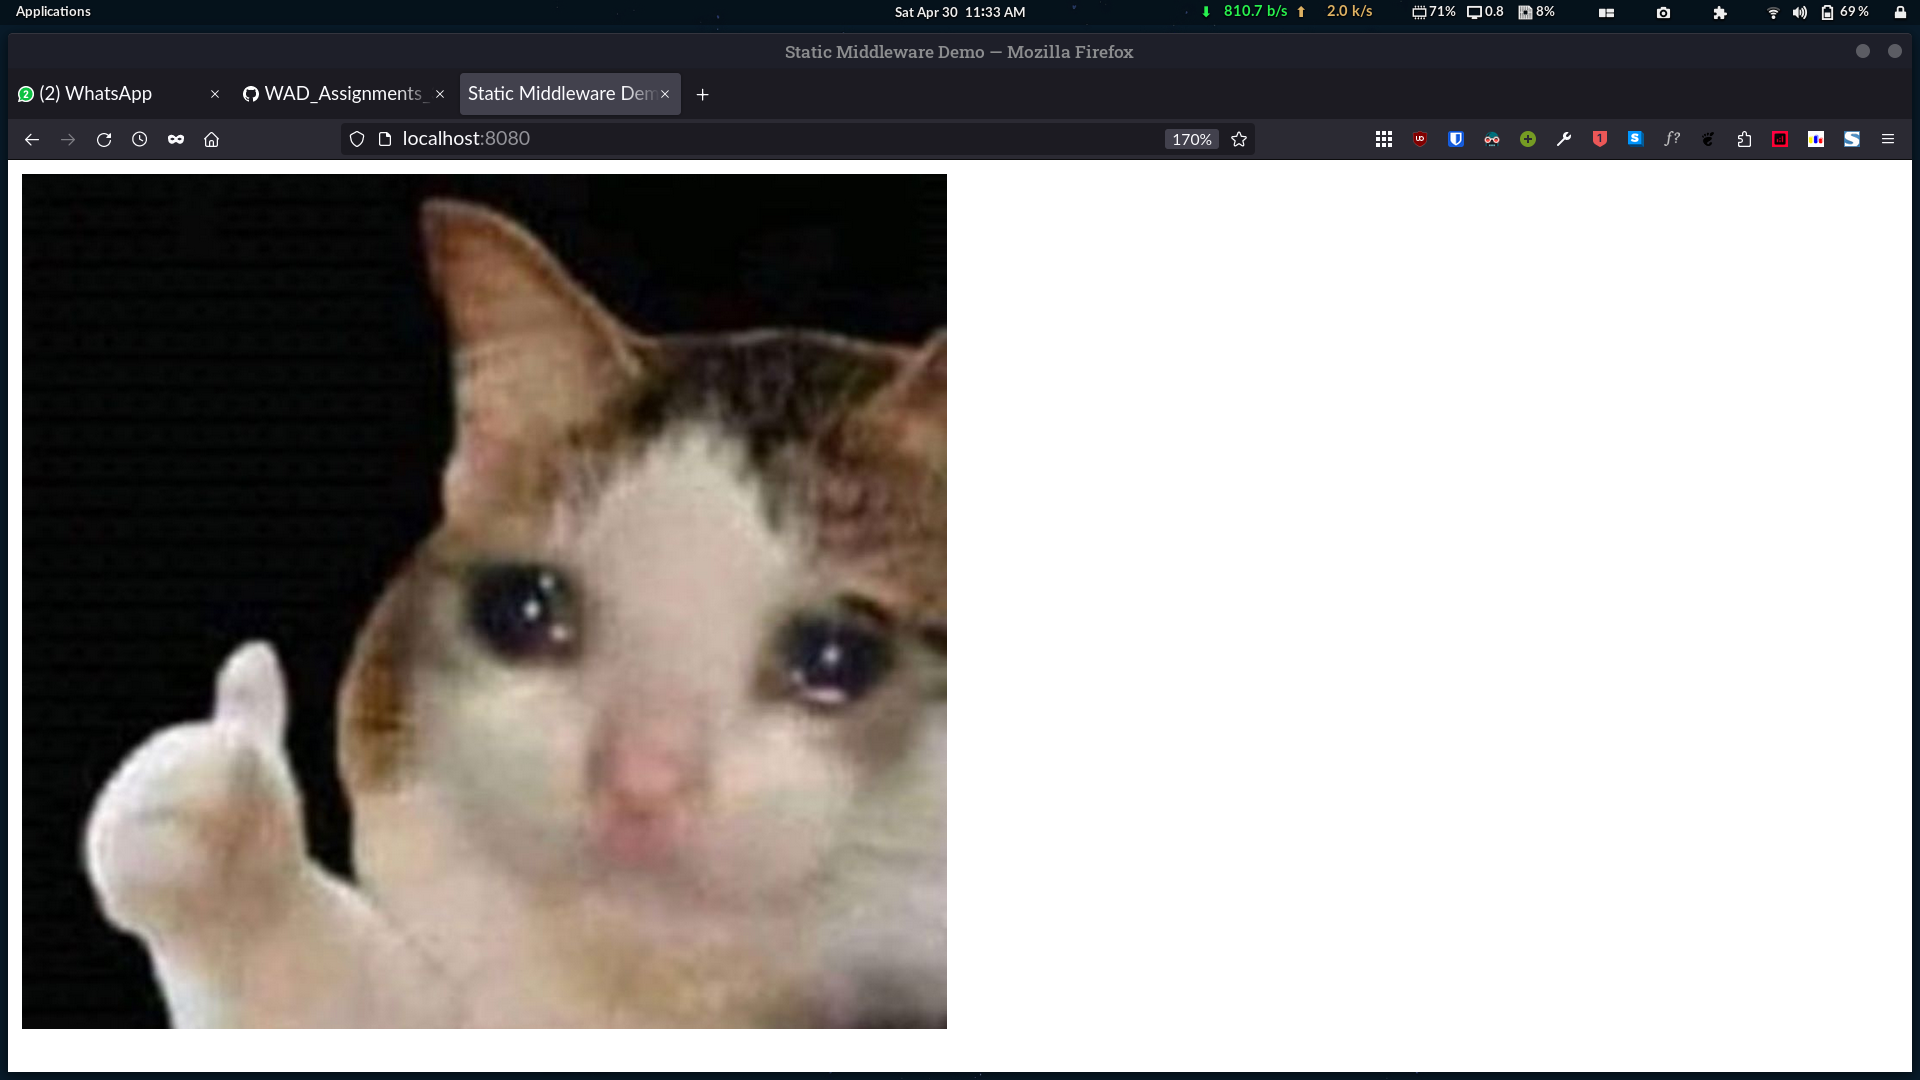 Applications Sat Apr 30 11:33 AM 810.7 b/s 2.0 k/s 71% 0.8 8% 69%
Static Middleware Demo — Mozilla Firefox
(2) WhatsApp WAD_Assignments_ Static Middleware Dem
localhost:8080 170%